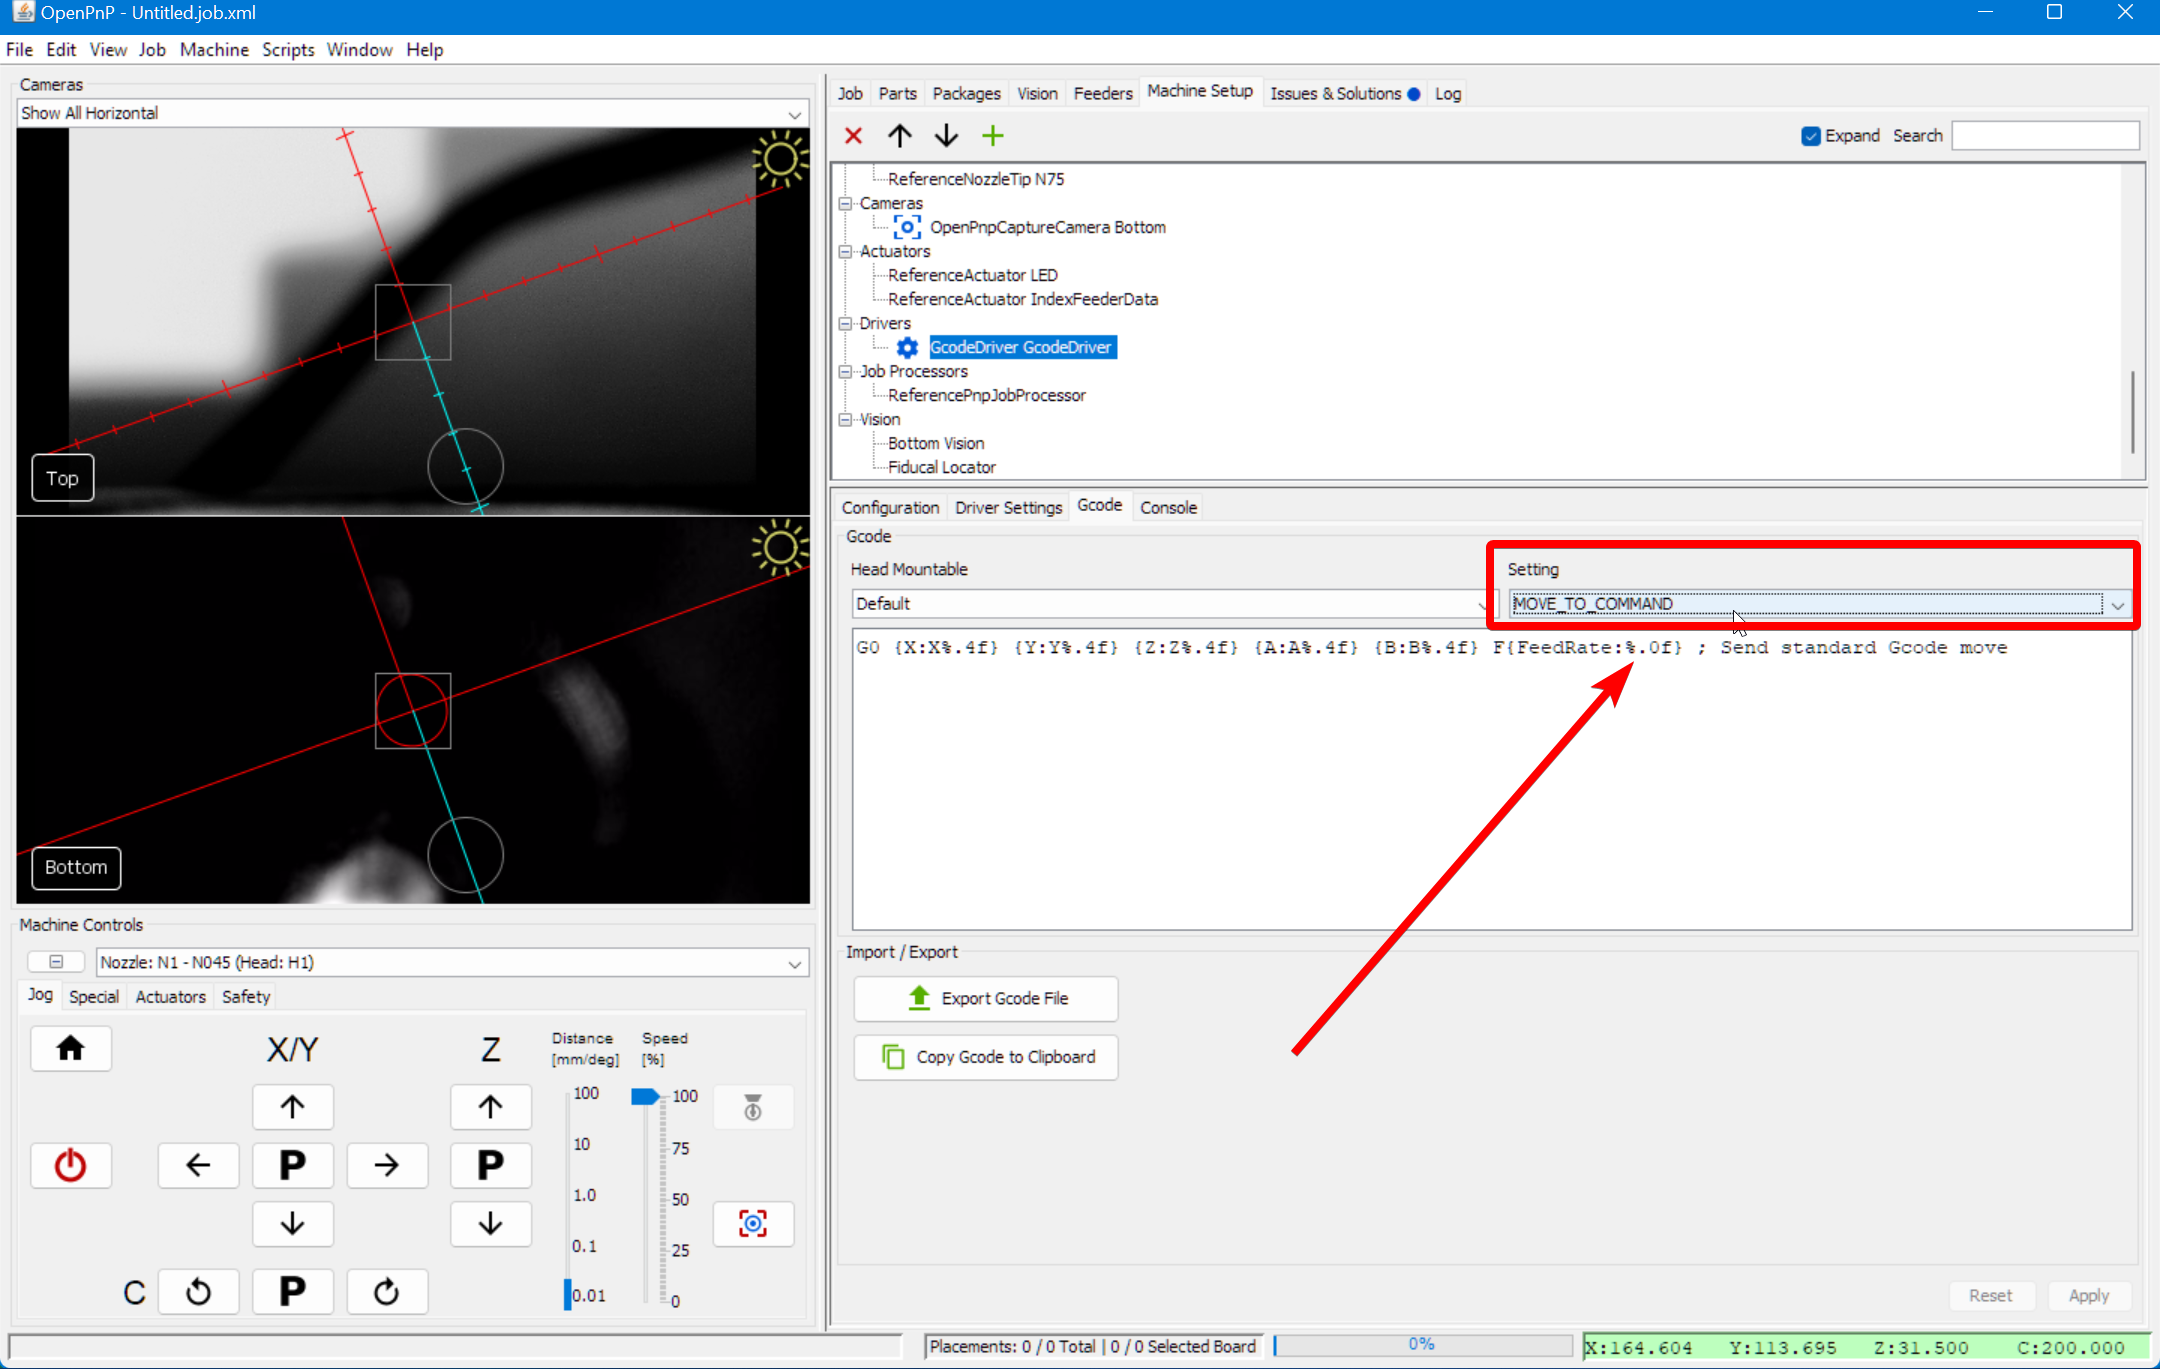 OpenPnP - Untitled.job.xml
File Edit View Job Machine Scripts Window Help
Cameras
Show All Horizontal
Top
Bottom
Machine Controls
Nozzle: N1 - N045 (Head: H1)
Jog Special Actuators Safety
X/Y Z Distance [mm/deg] Speed [%]
100 100
10 75
1.0 50
0.1 25
0.01 0
P P
C P
Job Parts Packages Vision Feeders Machine Setup Issues & Solutions Log
Expand Search
ReferenceNozzleTip N75
Cameras
OpenPnpCaptureCamera Bottom
Actuators
ReferenceActuator LED
ReferenceActuator IndexFeederData
Drivers
GcodeDriver GcodeDriver
Job Processors
ReferencePnpJobProcessor
Vision
Bottom Vision
Fiducal Locator
Configuration Driver Settings Gcode Console
Gcode
Head Mountable Setting
Default MOVE_TO_COMMAND
G0 {X:X%.4f} {Y:Y%.4f} {Z:Z%.4f} {A:A%.4f} {B:B%.4f} F{FeedRate:%.0f} ; Send standard Gcode move
Import / Export
Export Gcode File
Copy Gcode to Clipboard
Reset Apply
Placements: 0 / 0 Total | 0 / 0 Selected Board 0% X:164.604 Y:113.695 Z:31.500 C:200.000